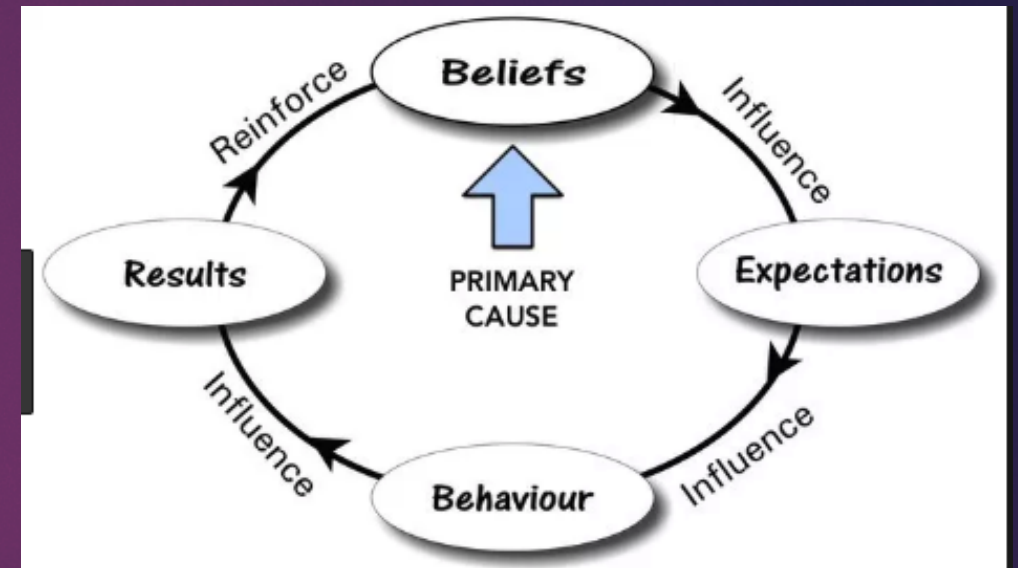 Beliefs
Influence
Expectations
Influence
Behaviour
Influence
Results
Reinforce
PRIMARY
CAUSE